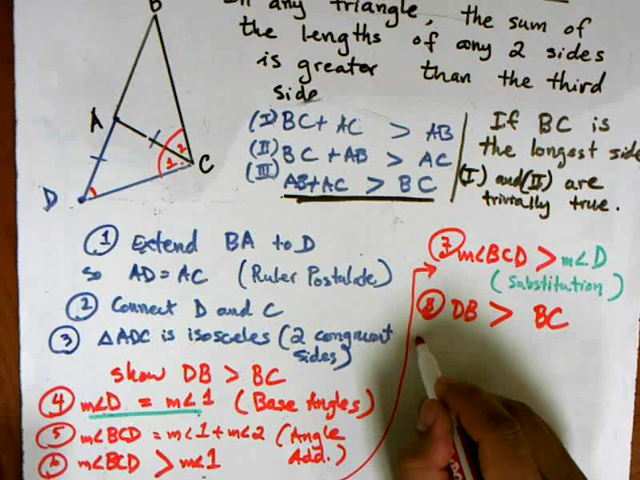 B
In any triangle, the sum of
the lengths of any 2 sides
is greater than the third
side
(I) BC + AC > AB
(II) BC + AB > AC
(III) AB + AC > BC
If BC is
the longest side
(I) and (II) are
trivially true.
A
1
2
C
D
① Extend BA to D
so AD = AC (Ruler Postulate)
② Connect D and C
③ △ADC is isosceles (2 congruent
sides)
show DB > BC
④ m∠D = m∠1 (Base Angles)
⑤ m∠BCD = m∠1 + m∠2 (Angle
Add.)
⑥ m∠BCD > m∠1
⑦ m∠BCD > m∠D
(Substitution)
⑧ DB > BC